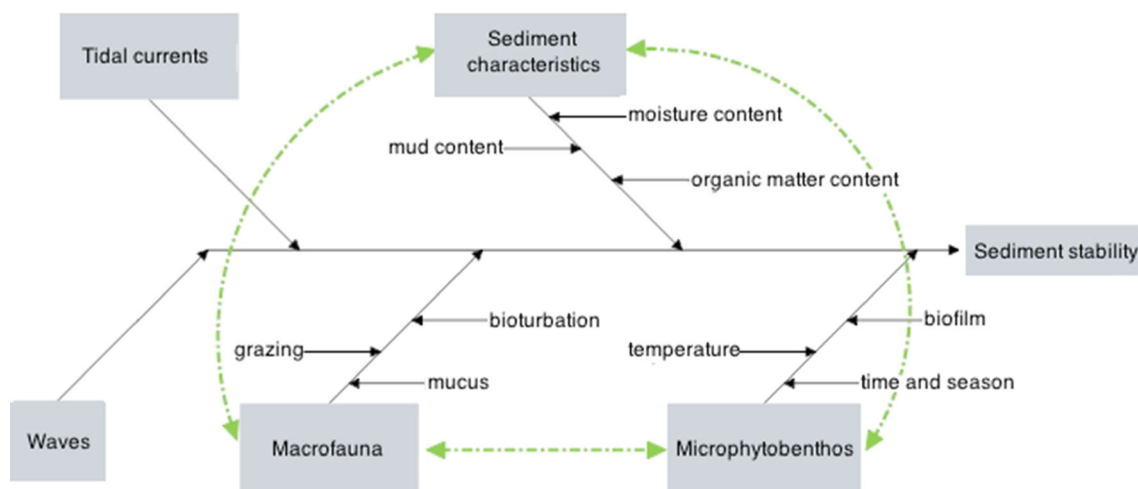 Tidal currents
Sediment
characteristics
moisture content
mud content
organic matter content
Sediment stability
bioturbation
biofilm
grazing
temperature
mucus
time and season
Waves
Macrofauna
Microphytobenthos